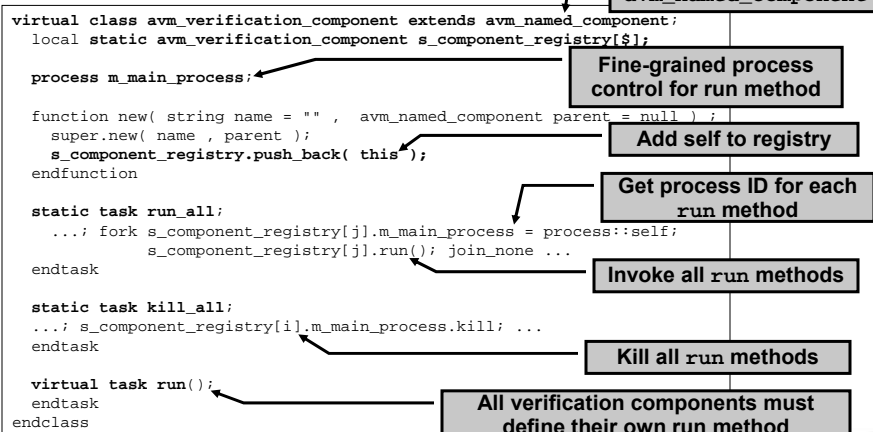 avm_named_component
virtual class avm_verification_component extends avm_named_component;
local static avm_verification_component s_component_registry[$];
process m_main_process;
Fine-grained process
control for run method
function new( string name = "" , avm_named_component parent = null ) ;
super.new( name , parent );
s_component_registry.push_back( this );
Add self to registry
endfunction
Get process ID for each
run method
static task run_all;
...; fork s_component_registry[j].m_main_process = process::self;
s_component_registry[j].run(); join_none ...
endtask
Invoke all run methods
static task kill_all;
...; s_component_registry[i].m_main_process.kill; ...
endtask
Kill all run methods
virtual task run();
endtask
endclass
All verification components must
define their own run method